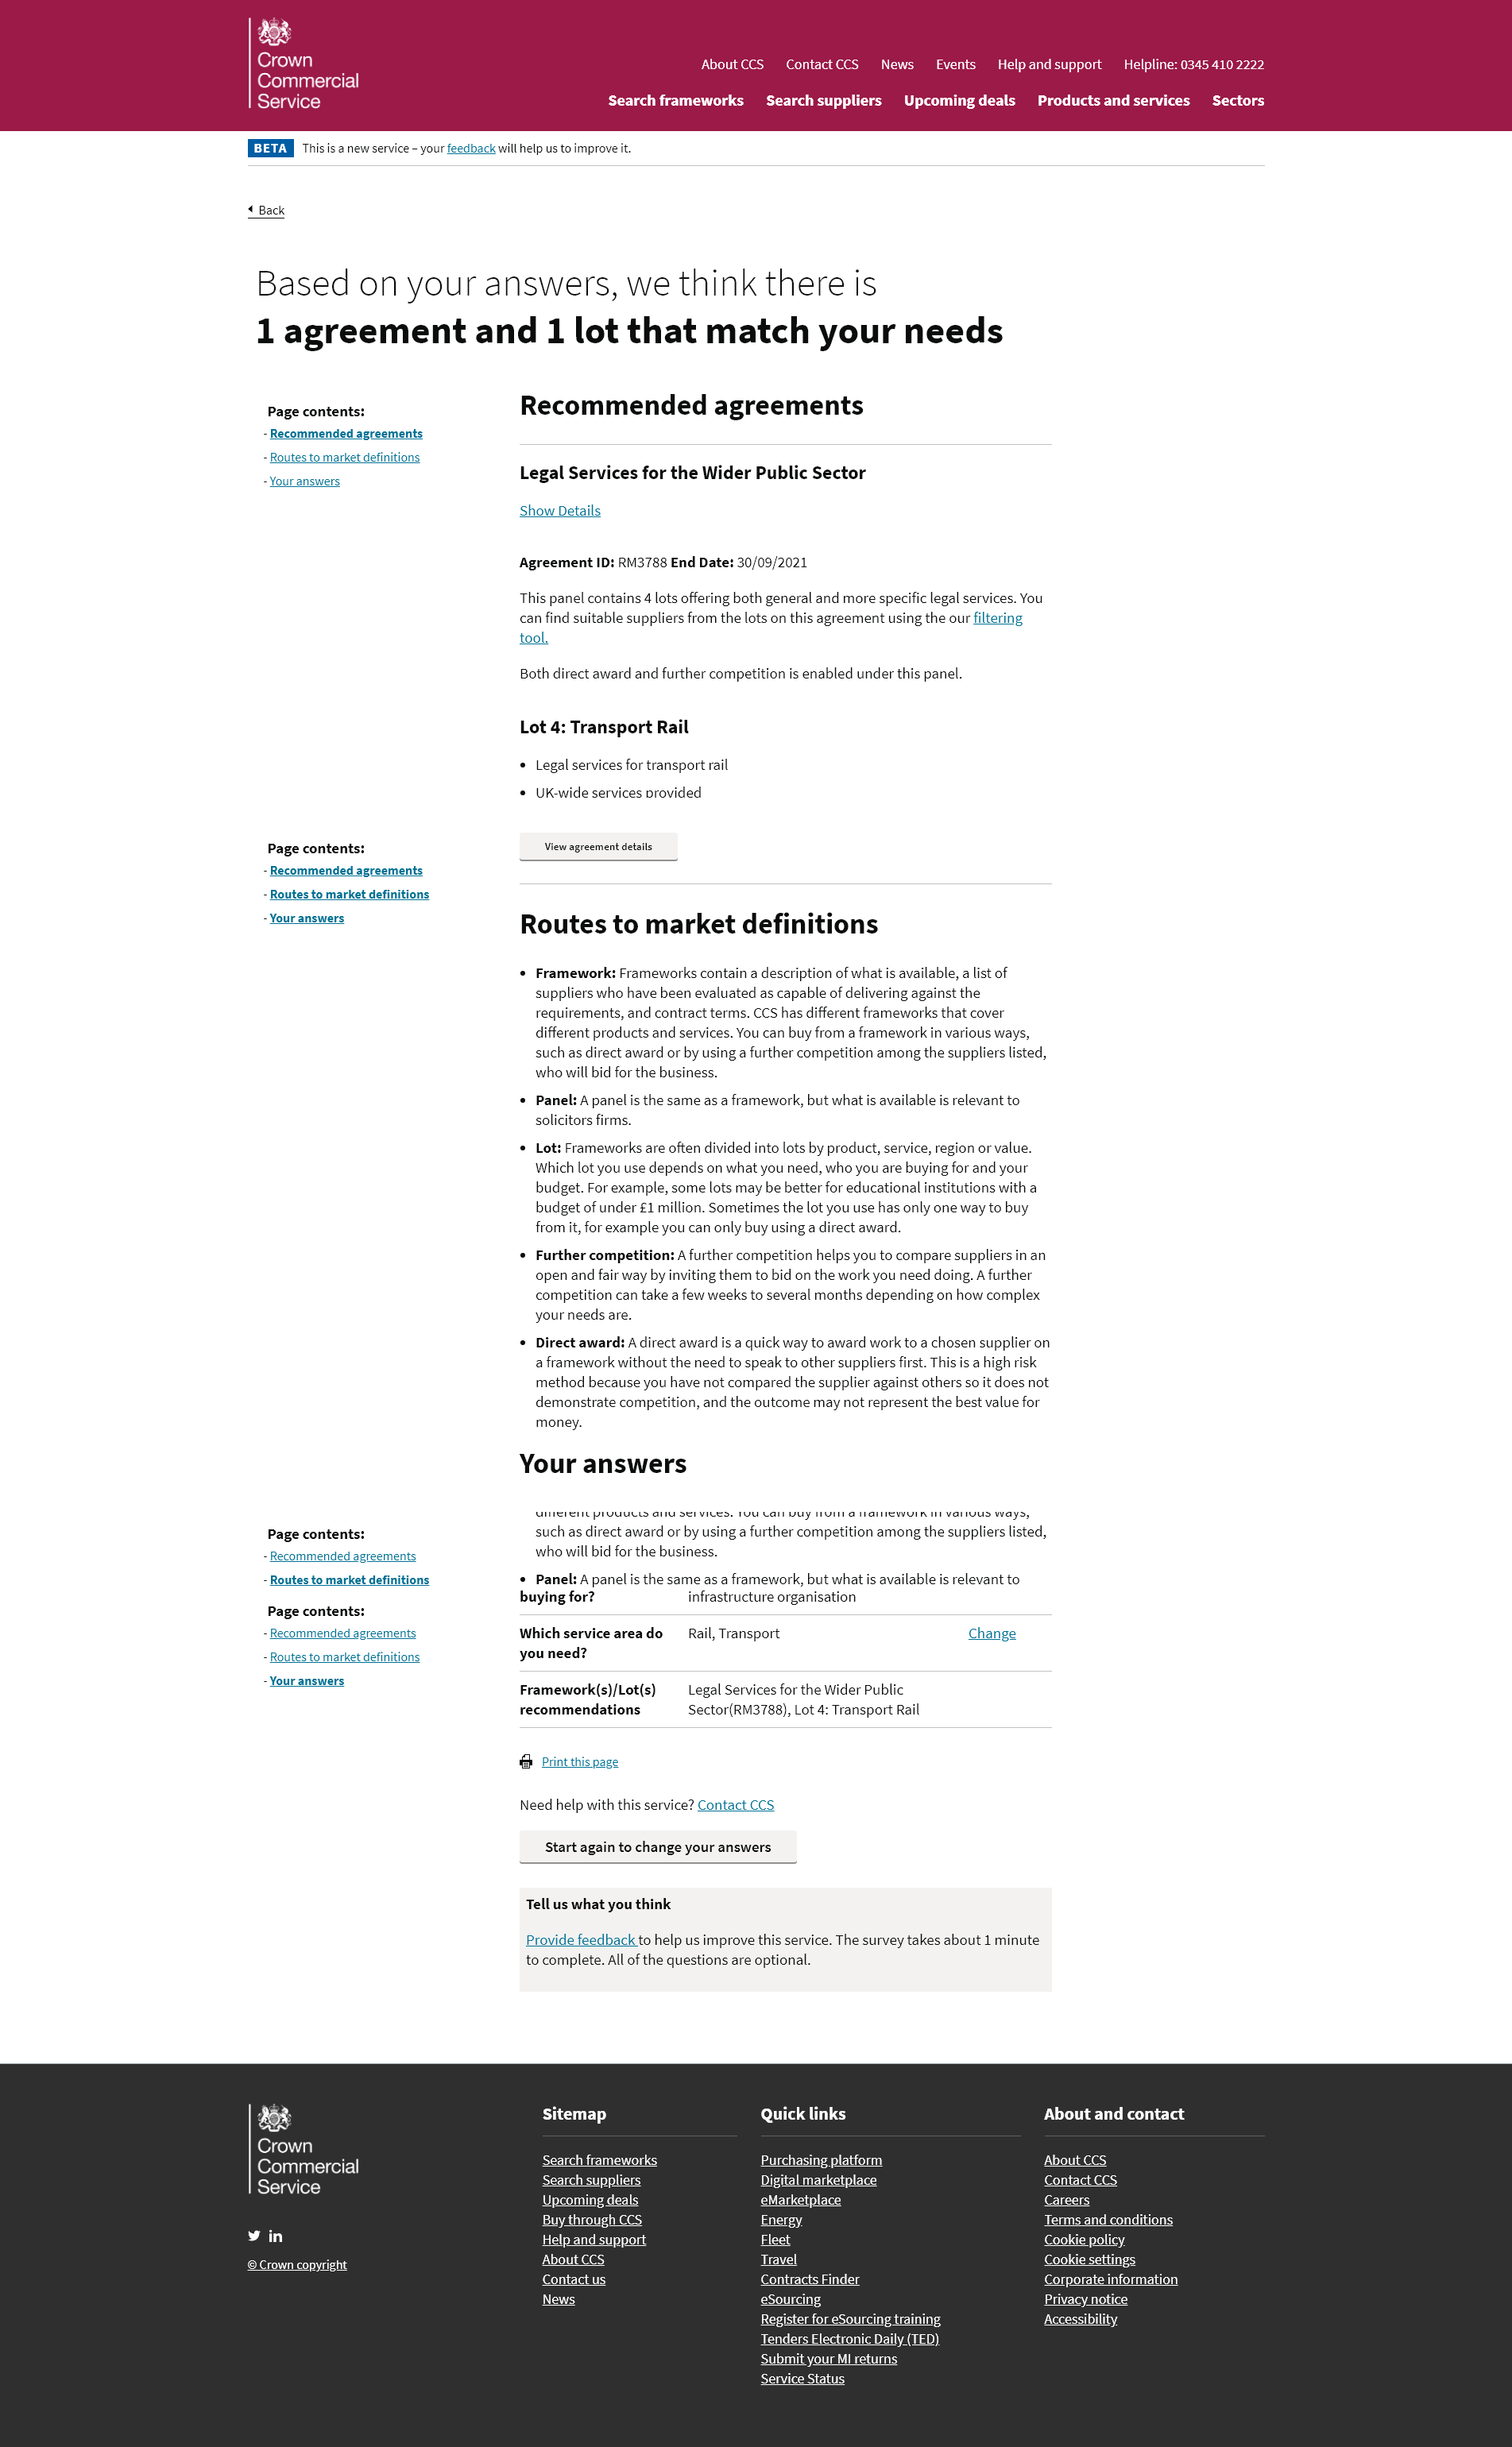 Crown
Commercial
Service
About CCS Contact CCS News Events Help and support Helpline: 0345 410 2222
Search frameworks Search suppliers Upcoming deals Products and services Sectors
BETA This is a new service – your feedback will help us to improve it.
Back
Based on your answers, we think there is
1 agreement and 1 lot that match your needs
Page contents:
- Recommended agreements
- Routes to market definitions
- Your answers
Recommended agreements
Legal Services for the Wider Public Sector
Show Details
Agreement ID: RM3788 End Date: 30/09/2021
This panel contains 4 lots offering both general and more specific legal services. You
can find suitable suppliers from the lots on this agreement using the our filtering
tool.
Both direct award and further competition is enabled under this panel.
Lot 4: Transport Rail
• Legal services for transport rail
• UK-wide services provided
View agreement details
Page contents:
- Recommended agreements
- Routes to market definitions
- Your answers
Routes to market definitions
• Framework: Frameworks contain a description of what is available, a list of
suppliers who have been evaluated as capable of delivering against the
requirements, and contract terms. CCS has different frameworks that cover
different products and services. You can buy from a framework in various ways,
such as direct award or by using a further competition among the suppliers listed,
who will bid for the business.
• Panel: A panel is the same as a framework, but what is available is relevant to
solicitors firms.
• Lot: Frameworks are often divided into lots by product, service, region or value.
Which lot you use depends on what you need, who you are buying for and your
budget. For example, some lots may be better for educational institutions with a
budget of under £1 million. Sometimes the lot you use has only one way to buy
from it, for example you can only buy using a direct award.
• Further competition: A further competition helps you to compare suppliers in an
open and fair way by inviting them to bid on the work you need doing. A further
competition can take a few weeks to several months depending on how complex
your needs are.
• Direct award: A direct award is a quick way to award work to a chosen supplier on
a framework without the need to speak to other suppliers first. This is a high risk
method because you have not compared the supplier against others so it does not
demonstrate competition, and the outcome may not represent the best value for
money.
Your answers
different products and services. You can buy from a framework in various ways,
such as direct award or by using a further competition among the suppliers listed,
who will bid for the business.
• Panel: A panel is the same as a framework, but what is available is relevant to
buying for? infrastructure organisation
Page contents:
- Recommended agreements
- Routes to market definitions
Page contents:
- Recommended agreements
- Routes to market definitions
- Your answers
Which service area do Rail, Transport Change
you need?
Framework(s)/Lot(s) Legal Services for the Wider Public
recommendations Sector(RM3788), Lot 4: Transport Rail
Print this page
Need help with this service? Contact CCS
Start again to change your answers
Tell us what you think
Provide feedback to help us improve this service. The survey takes about 1 minute
to complete. All of the questions are optional.
Crown
Commercial
Service
© Crown copyright
Sitemap
Search frameworks
Search suppliers
Upcoming deals
Buy through CCS
Help and support
About CCS
Contact us
News
Quick links
Purchasing platform
Digital marketplace
eMarketplace
Energy
Fleet
Travel
Contracts Finder
eSourcing
Register for eSourcing training
Tenders Electronic Daily (TED)
Submit your MI returns
Service Status
About and contact
About CCS
Contact CCS
Careers
Terms and conditions
Cookie policy
Cookie settings
Corporate information
Privacy notice
Accessibility